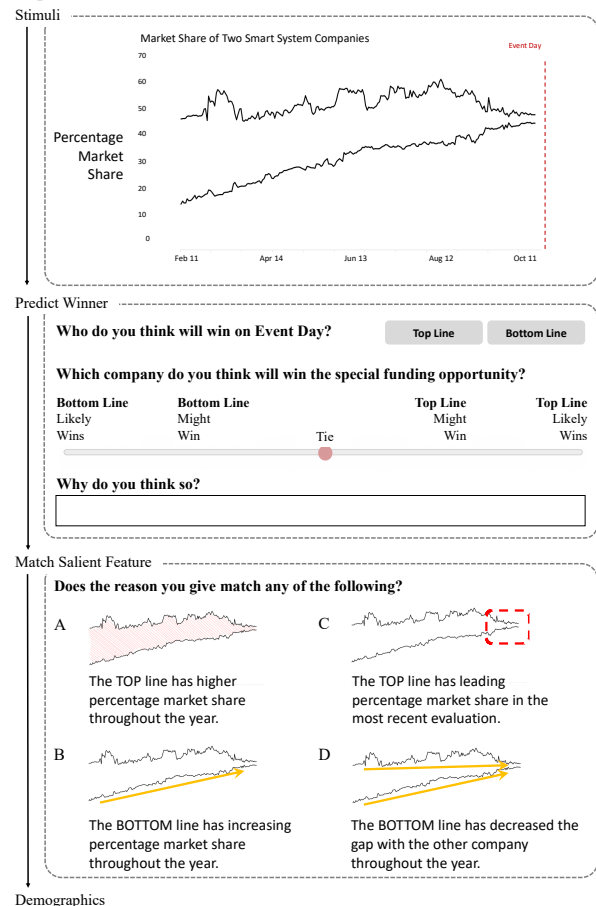 Stimuli
Market Share of Two Smart System Companies
Event Day
70
60
50
40
30
20
10
0
Percentage
Market
Share
Feb 11
Apr 14
Jun 13
Aug 12
Oct 11
Predict Winner
Who do you think will win on Event Day?
Top Line
Bottom Line
Which company do you think will win the special funding opportunity?
Bottom Line
Likely
Wins
Bottom Line
Might
Win
Tie
Top Line
Might
Win
Top Line
Likely
Wins
Why do you think so?
Match Salient Feature
Does the reason you give match any of the following?
A
The TOP line has higher
percentage market share
throughout the year.
C
The TOP line has leading
percentage market share in the
most recent evaluation.
B
The BOTTOM line has increasing
percentage market share
throughout the year.
D
The BOTTOM line has decreased the
gap with the other company
throughout the year.
Demographics